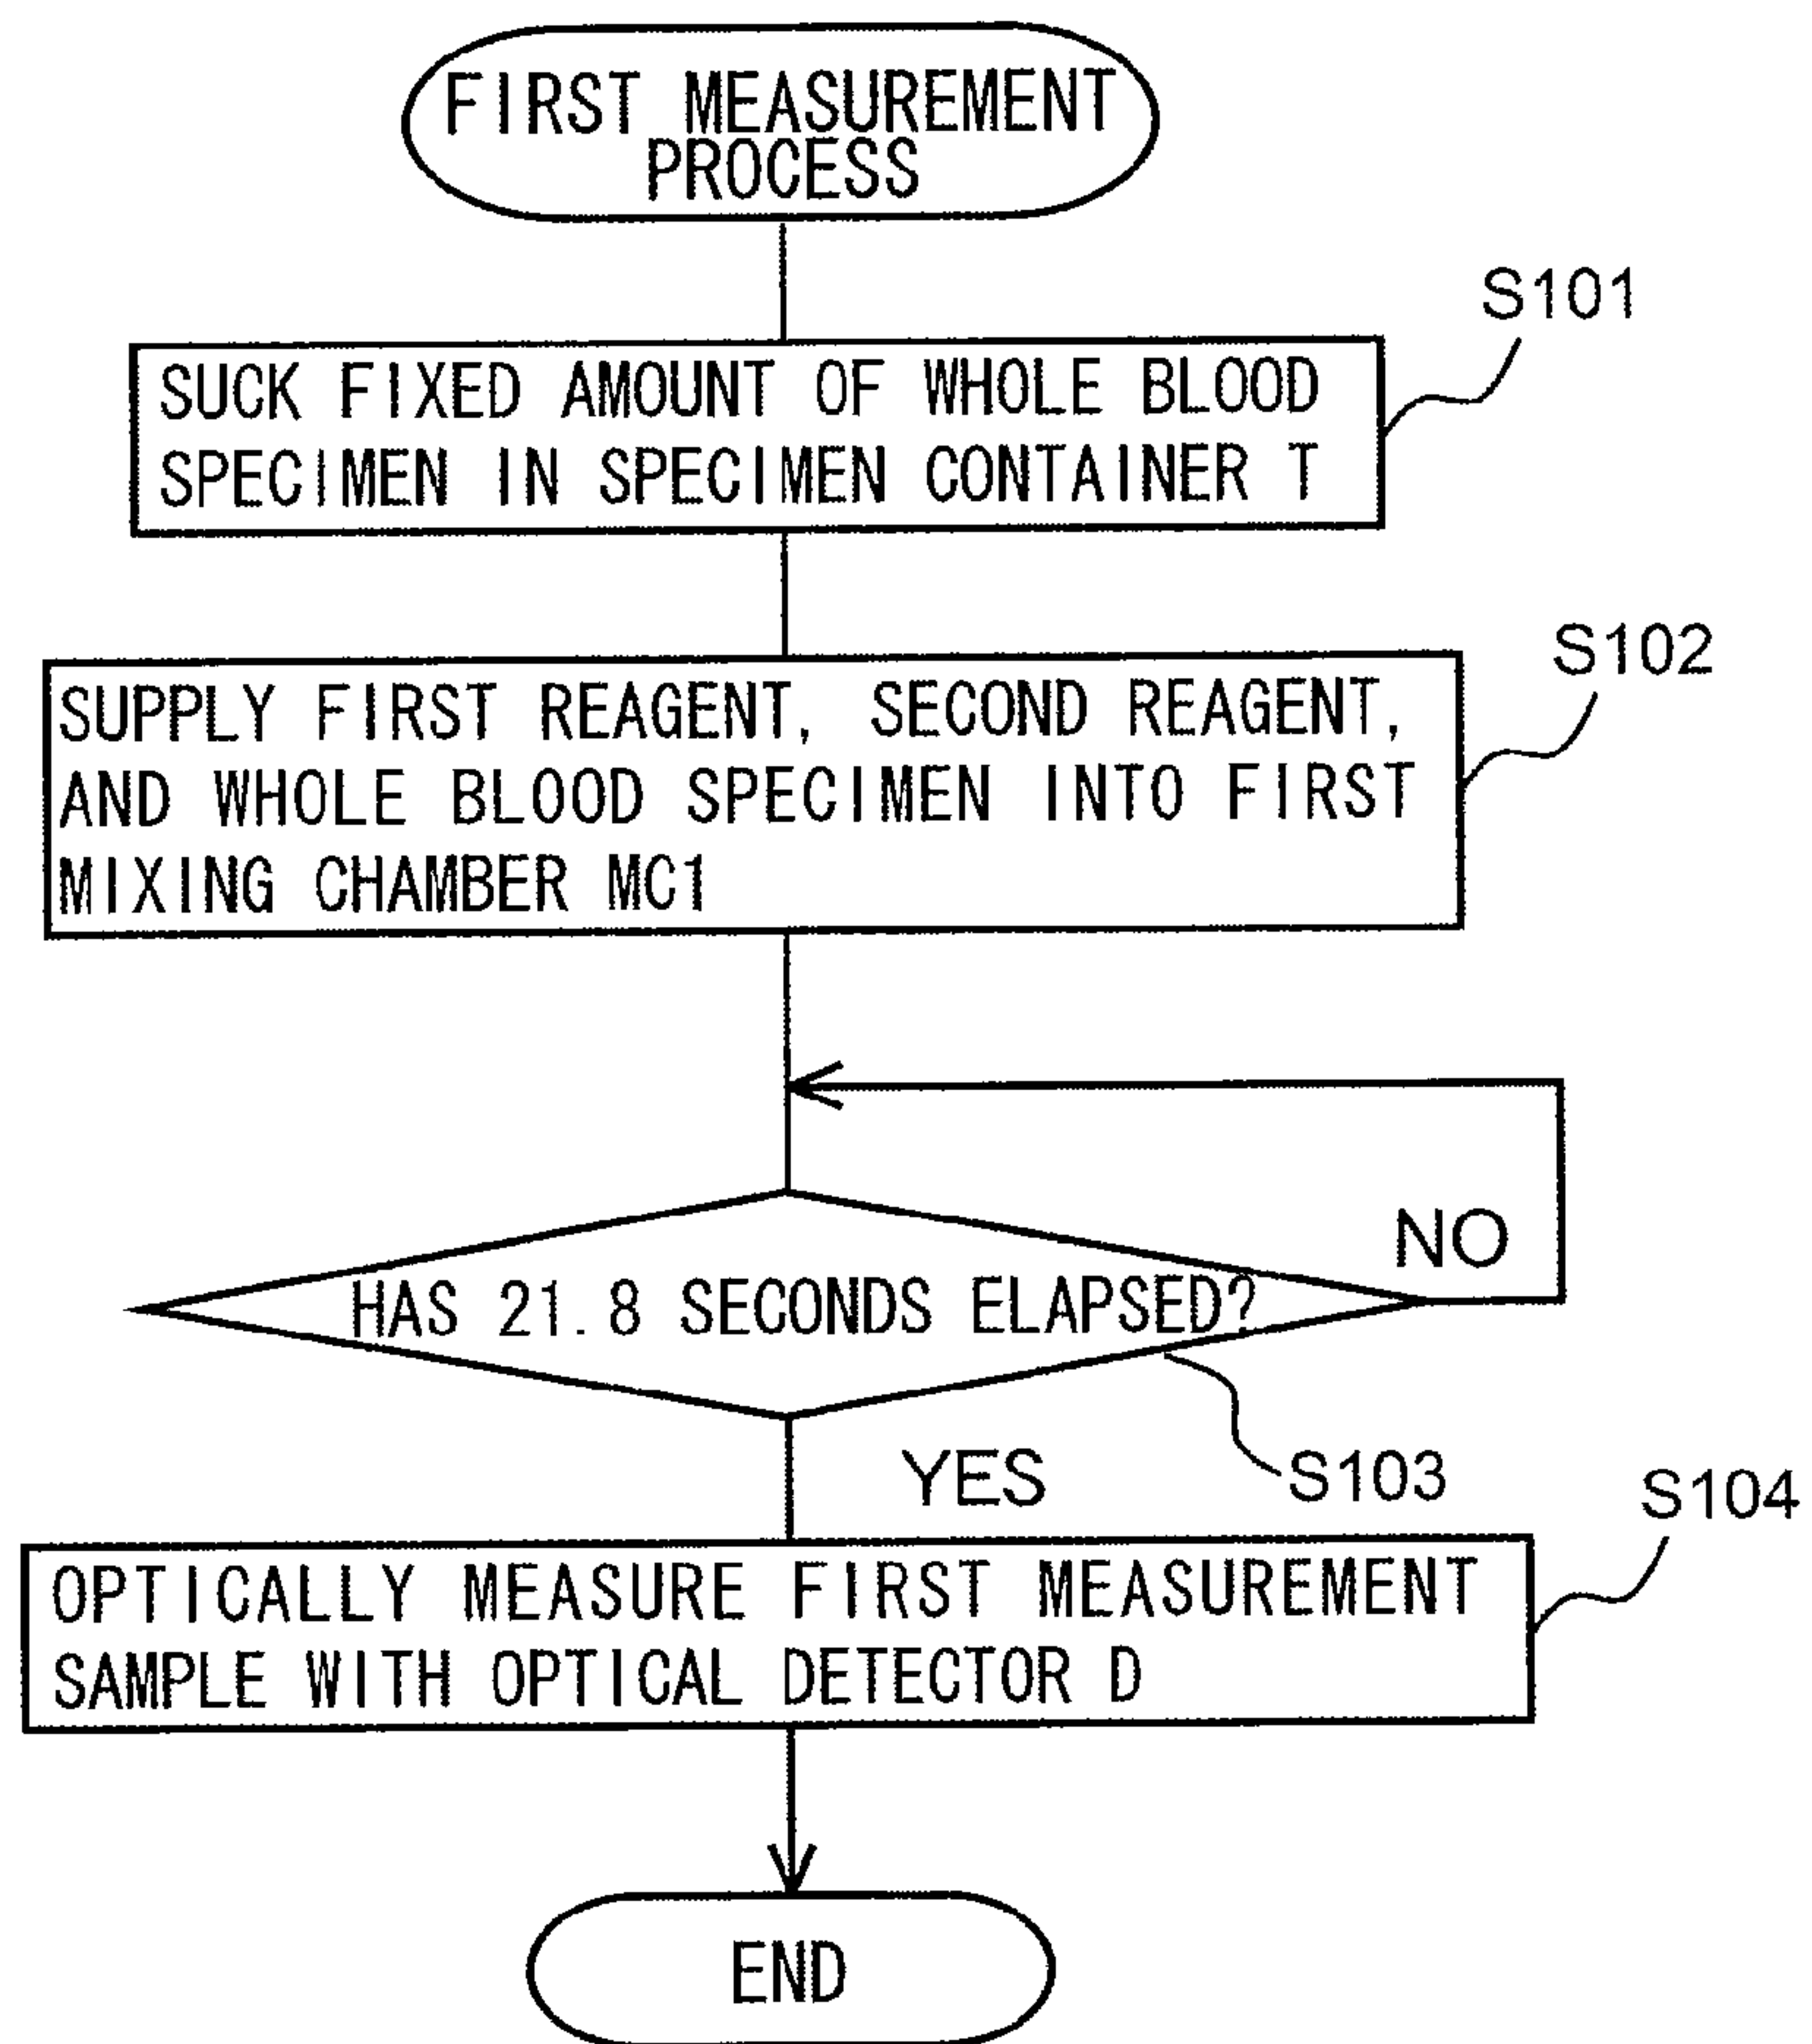 FIRST MEASUREMENT
PROCESS
S101
SUCK FIXED AMOUNT OF WHOLE BLOOD
SPECIMEN IN SPECIMEN CONTAINER T
S102
SUPPLY FIRST REAGENT, SECOND REAGENT,
AND WHOLE BLOOD SPECIMEN INTO FIRST
MIXING CHAMBER MC1
NO
HAS 21.8 SECONDS ELAPSED?
YES
S103
S104
OPTICALLY MEASURE FIRST MEASUREMENT
SAMPLE WITH OPTICAL DETECTOR D
END